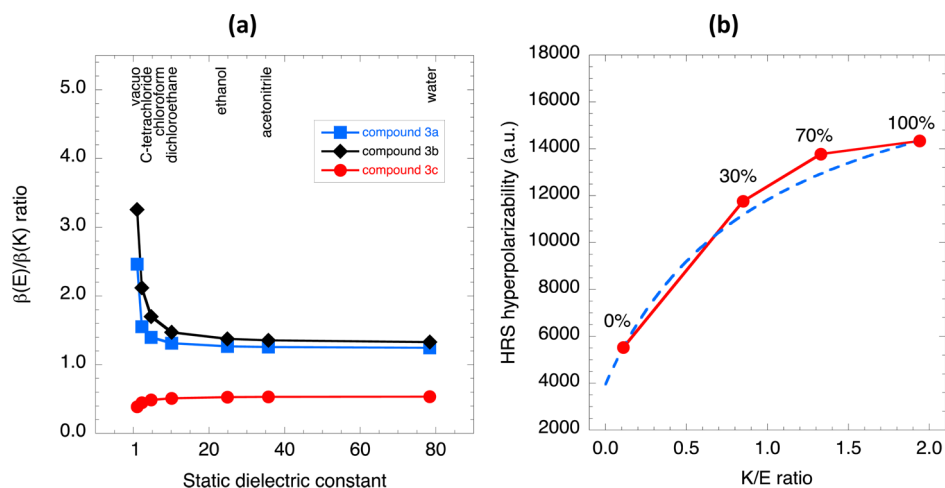 (a)
β(E)/β(K) ratio
5.0
4.0
3.0
2.0
1.0
0.0
vacuo
C-tetrachloride
chloroform
dichloroethane
ethanol
acetonitrile
water
compound 3a
compound 3b
compound 3c
1
20
40
60
80
Static dielectric constant
(b)
HRS hyperpolarizability (a.u.)
18000
16000
14000
12000
10000
8000
6000
4000
2000
0%
30%
70%
100%
0.0
0.5
1.0
1.5
2.0
K/E ratio